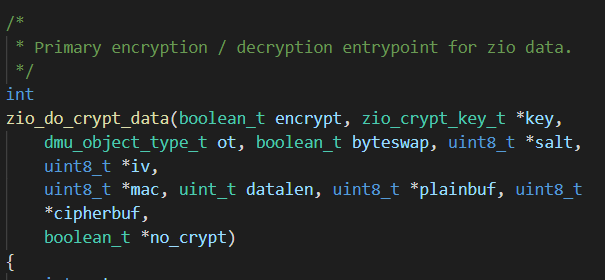 /*
 * Primary encryption / decryption entrypoint for zio data.
 */
int
zio_do_crypt_data(boolean_t encrypt, zio_crypt_key_t *key,
    dmu_object_type_t ot, boolean_t byteswap, uint8_t *salt,
    uint8_t *iv,
    uint8_t *mac, uint_t datalen, uint8_t *plainbuf, uint8_t
    *cipherbuf,
    boolean_t *no_crypt)
{